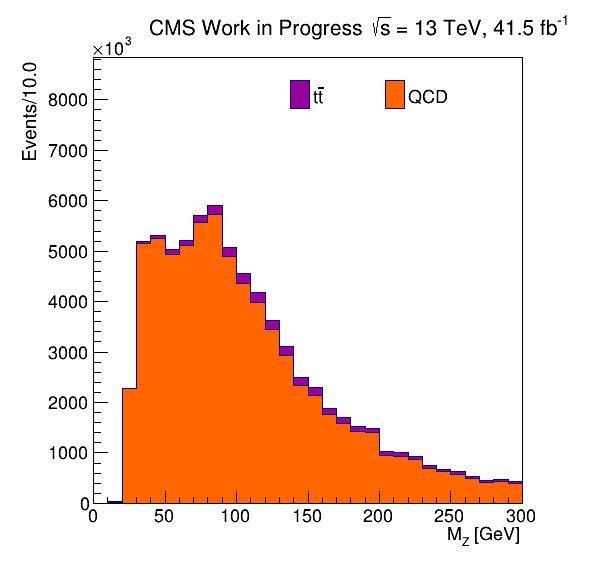 CMS Work in Progress √s = 13 TeV, 41.5 fb⁻¹
×10³
Events/10.0
tt̄
QCD
8000
7000
6000
5000
4000
3000
2000
1000
0
0 50 100 150 200 250 300
M_Z [GeV]